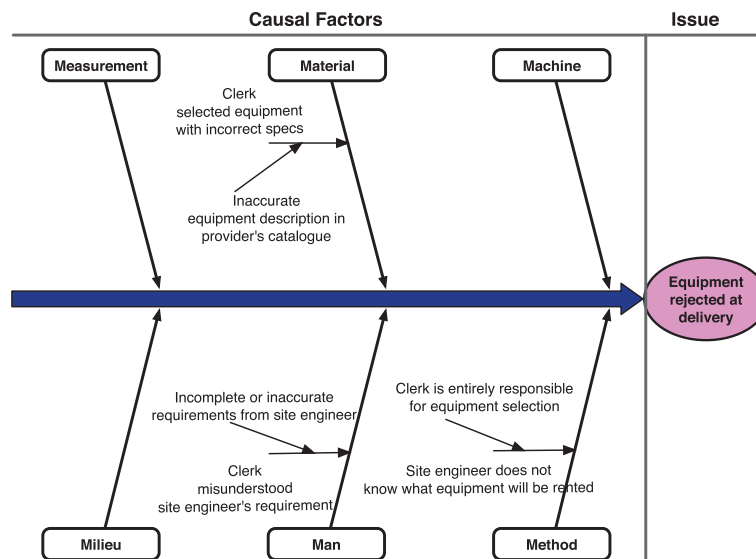 Causal Factors
Issue
Measurement
Material
Machine
Clerk
selected equipment
with incorrect specs
Inaccurate
equipment description in
provider's catalogue
Equipment
rejected at
delivery
Incomplete or inaccurate
requirements from site engineer
Clerk is entirely responsible
for equipment selection
Clerk
misunderstood
site engineer's requirement
Site engineer does not
know what equipment will be rented
Milieu
Man
Method